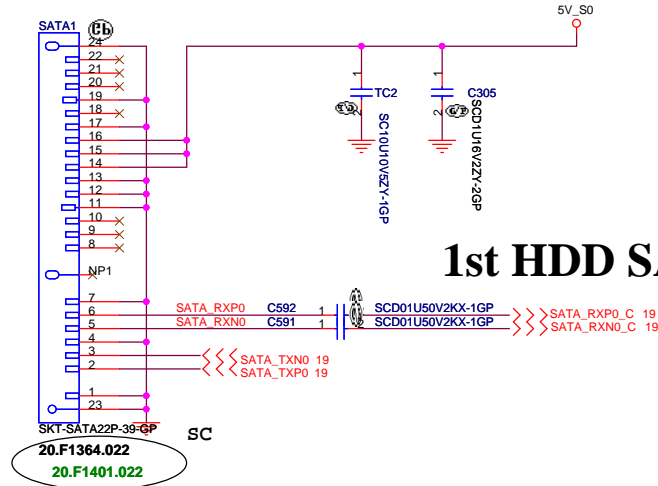 SATA1
5V_S0
24
22
21
20
19
18
17
16
15
14
13
12
11
10
9
8
NP1
7
6
5
4
3
2
1
23
1
TC2
2
SC10U10V5ZY-1GP
1
C305
2
SCD1U16V2ZY-2GP
1st HDD SA
SATA_RXP0 C592 1 SCD01U50V2KX-1GP SATA_RXP0_C 19
SATA_RXN0 C591 1 SCD01U50V2KX-1GP SATA_RXN0_C 19
SATA_TXN0 19
SATA_TXP0 19
SKT-SATA22P-39-GP
SC
20.F1364.022
20.F1401.022